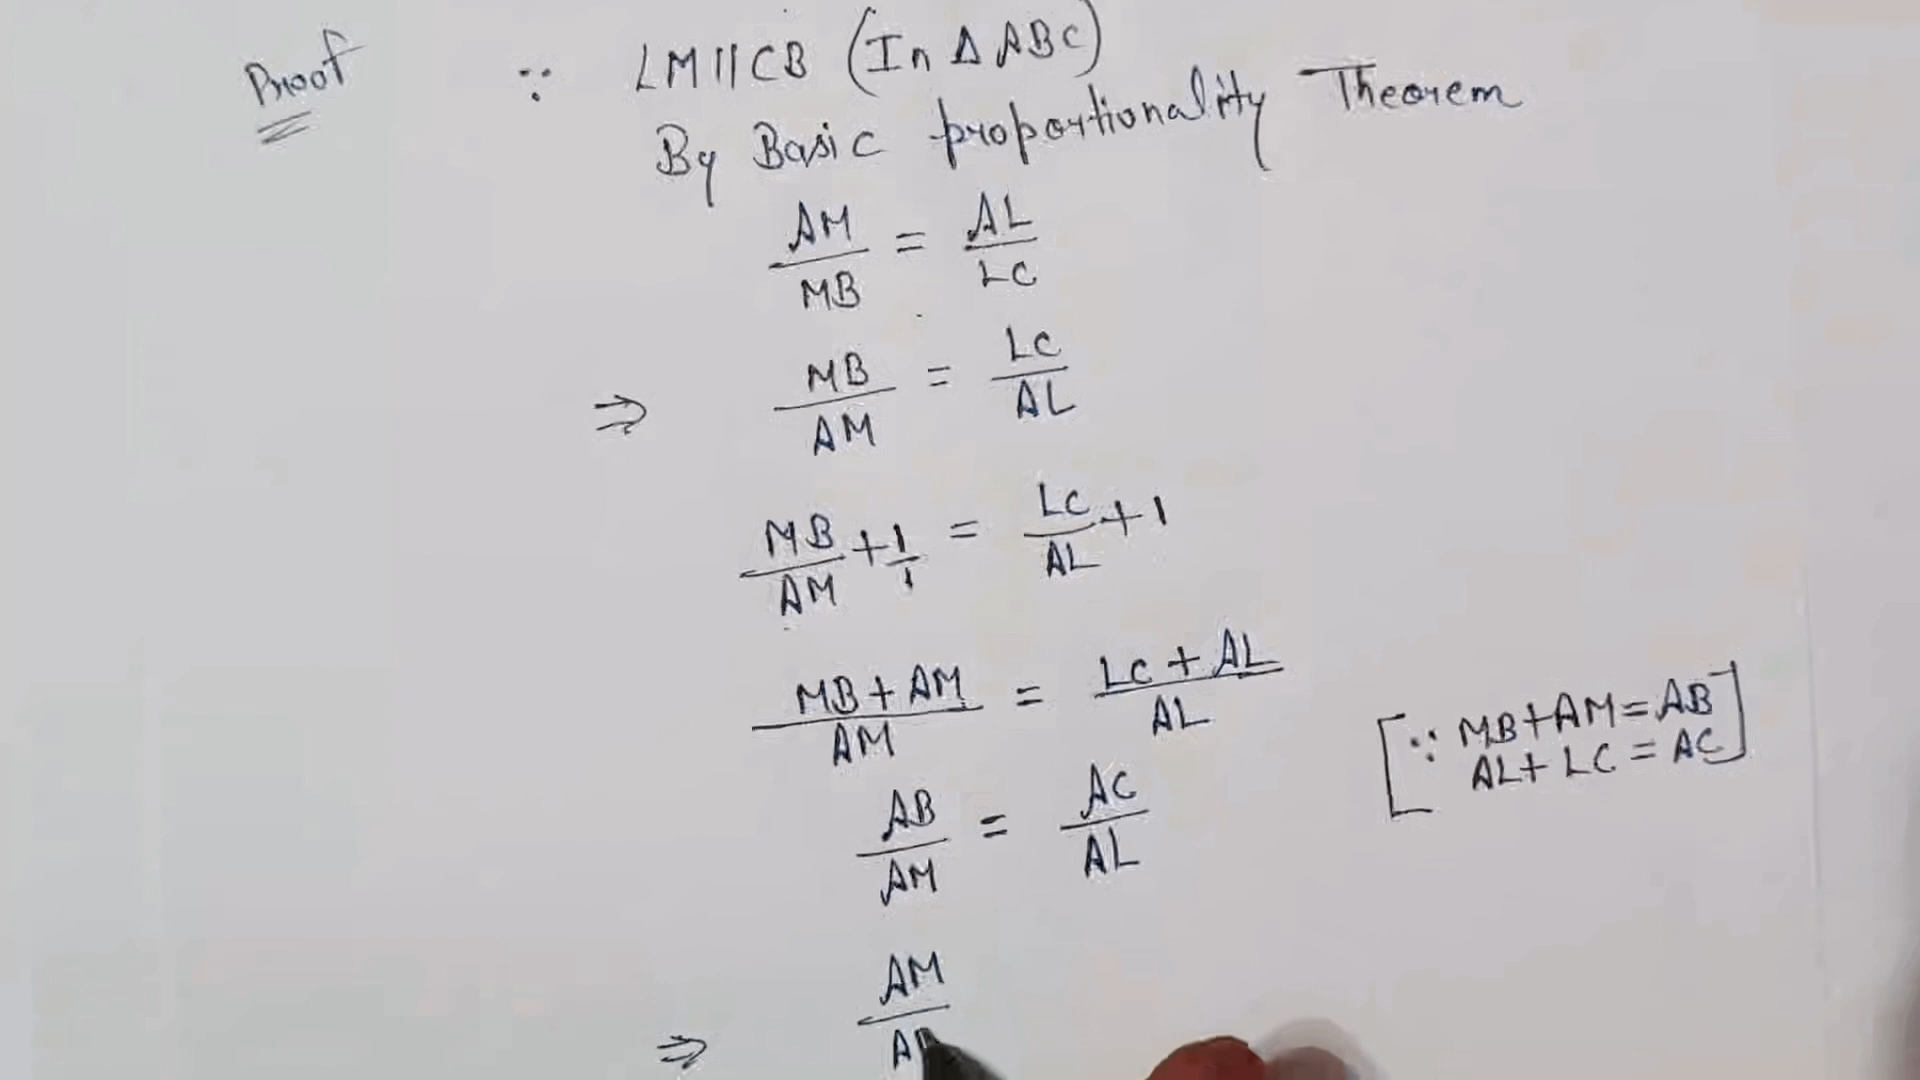 Proof ∵ LM||CB (In Δ ABC)
By Basic proportionality Theorem
AM/MB = AL/LC
⇒ MB/AM = LC/AL
MB/AM + 1/1 = LC/AL + 1
MB + AM/AM = LC + AL/AL
[∵ MB+AM=AB
AL+LC=AC]
AB/AM = AC/AL
⇒ AM/A